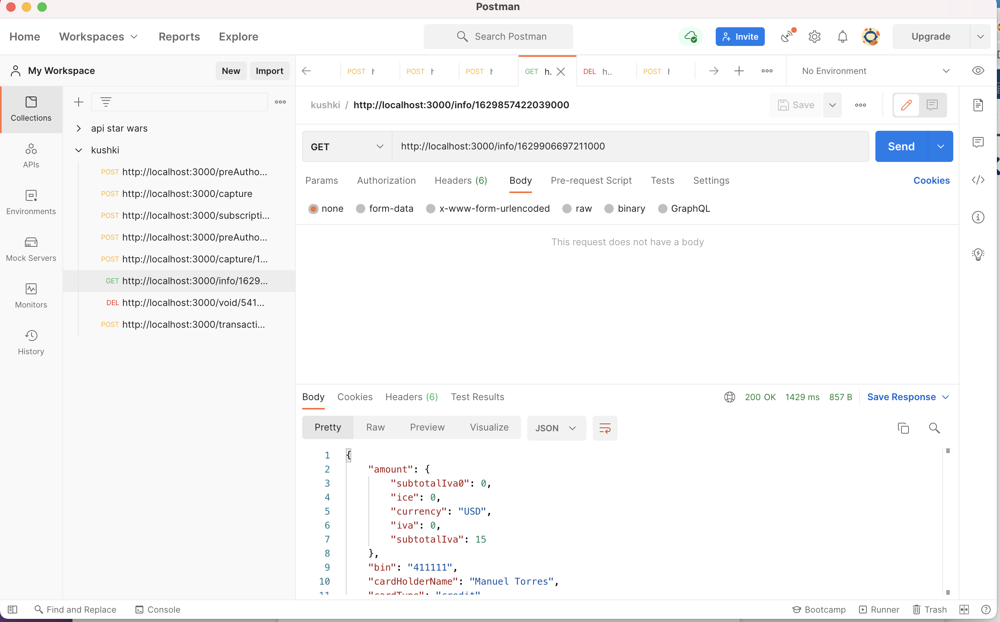 Postman
Home Workspaces Reports Explore Search Postman Invite Upgrade
My Workspace New Import POST POST POST GET h. DEL h.. POST No Environment
Collections
APIs
Environments
Mock Servers
Monitors
History
api star wars
kushki
POST http://localhost:3000/preAutho...
POST http://localhost:3000/capture
POST http://localhost:3000/subscripti...
POST http://localhost:3000/preAutho...
POST http://localhost:3000/capture/1...
GET http://localhost:3000/info/1629...
DEL http://localhost:3000/void/541...
POST http://localhost:3000/transacti...
kushki / http://localhost:3000/info/1629857422039000 Save
GET http://localhost:3000/info/1629906697211000 Send
Params Authorization Headers (6) Body Pre-request Script Tests Settings Cookies
none form-data x-www-form-urlencoded raw binary GraphQL
This request does not have a body
Body Cookies Headers (6) Test Results 200 OK 1429 ms 857 B Save Response
Pretty Raw Preview Visualize JSON
1 {
2 "amount": {
3 "subtotalIva0": 0,
4 "ice": 0,
5 "currency": "USD",
6 "iva": 0,
7 "subtotalIva": 15
8 },
9 "bin": "411111",
10 "cardHolderName": "Manuel Torres",
11 "cardType": "credit"
Find and Replace Console Bootcamp Runner Trash